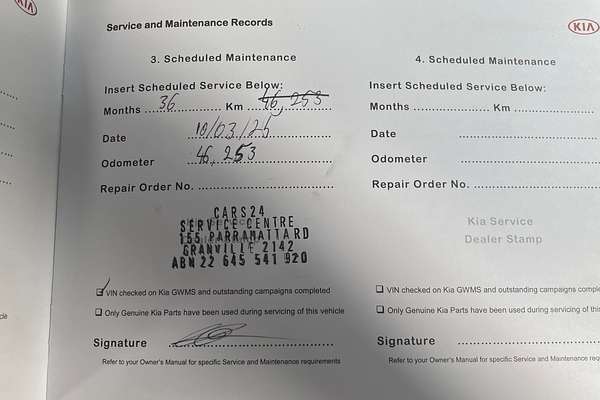 KIA
Service and Maintenance Records
KIA
3. Scheduled Maintenance
Insert Scheduled Service Below:
Months 36 Km 46,253
Date 10/03/25
Odometer 46,253
Repair Order No.
CARS24
SERVICE CENTRE
155 PARRAMATTA RD
GRANVILLE 2142
ABN 22 645 541 920
VIN checked on Kia GWMS and outstanding campaigns completed
Only Genuine Kia Parts have been used during servicing of this vehicle
Signature
Refer to your Owner's Manual for specific Service and Maintenance requirements
4. Scheduled Maintenance
Insert Scheduled Service Below:
Months Km
Date
Odometer
Repair Order No.
Kia Service
Dealer Stamp
VIN checked on Kia GWMS and outstanding campaigns comple
Only Genuine Kia Parts have been used during servicing of thi
Signature
Refer to your Owner's Manual for specific Service and Maintenance req